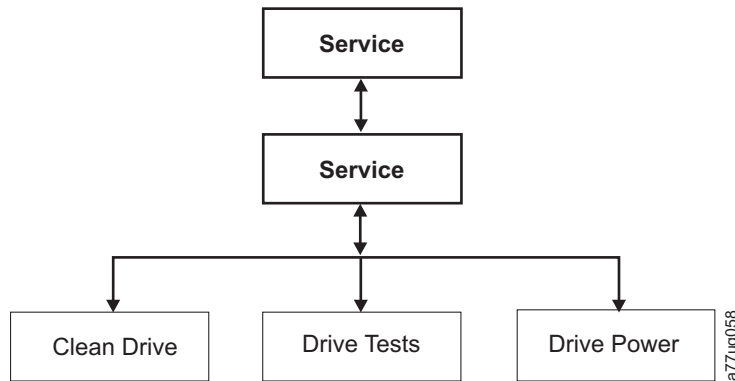 Service
Service
Clean Drive
Drive Tests
Drive Power
a77ug058